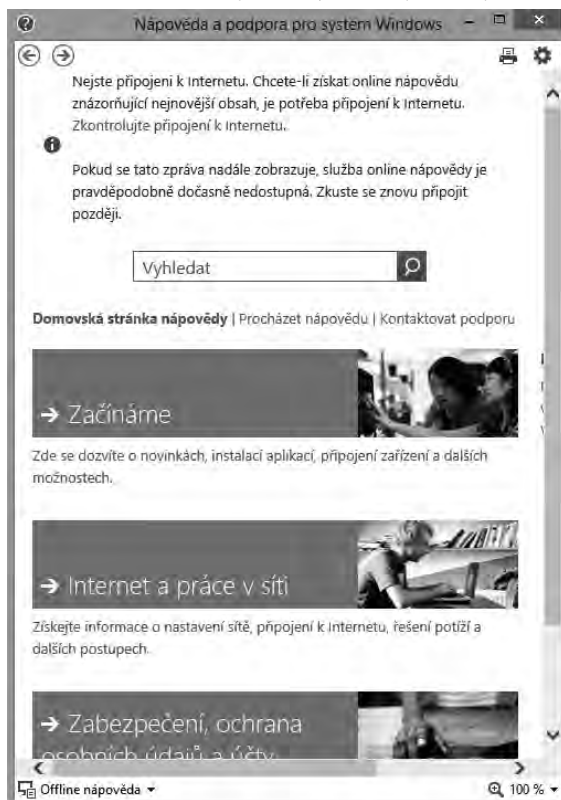 Nápověda a podpora pro systém Windows
Nejste připojeni k Internetu. Chcete-li získat online nápovědu
znázorňující nejnovější obsah, je potřeba připojení k Internetu.
Zkontrolujte připojení k Internetu.
Pokud se tato zpráva nadále zobrazuje, služba online nápovědy je
pravděpodobně dočasně nedostupná. Zkuste se znovu připojit
později.
Vyhledat
Domovská stránka nápovědy | Procházet nápovědu | Kontaktovat podporu
→ Začínáme
Zde se dozvíte o novinkách, instalací aplikací, připojení zařízení a dalších
možnostech.
→ Internet a práce v síti
Získejte informace o nastavení sítě, připojení k Internetu, řešení potíží a
dalších postupech.
→ Zabezpečení, ochrana
osobních údajů a účty
Offline nápověda
100 %